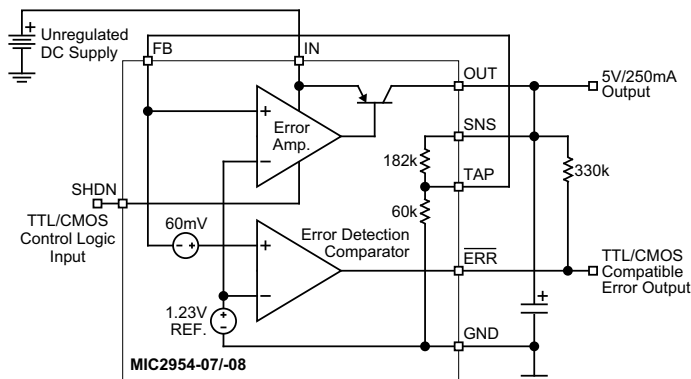 Unregulated
DC Supply
FB
IN
OUT
5V/250mA
Output
Error
Amp.
SNS
182k
330k
TAP
SHDN
60k
TTL/CMOS
Control Logic
Input
60mV
Error Detection
Comparator
ERR
TTL/CMOS
Compatible
Error Output
1.23V
REF.
GND
MIC2954-07/-08